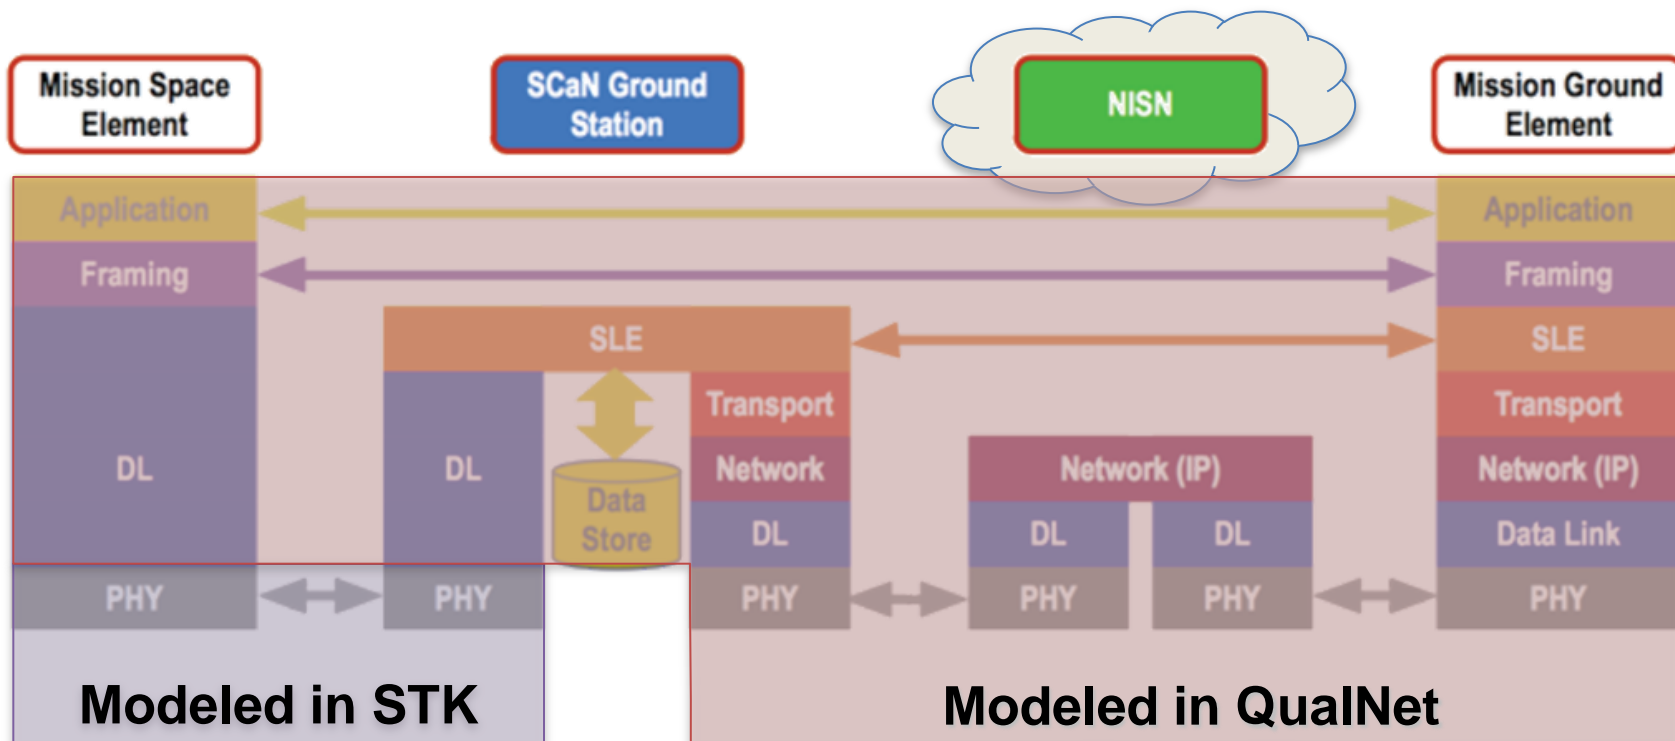 Mission Space
Element
SCaN Ground
Station
NISN
Mission Ground
Element
Application
Application
Framing
Framing
SLE
SLE
Transport
Transport
DL
DL
Network
Network (IP)
Network (IP)
Data
Store
DL
DL
DL
Data Link
PHY
PHY
PHY
PHY
PHY
PHY
Modeled in STK
Modeled in QualNet